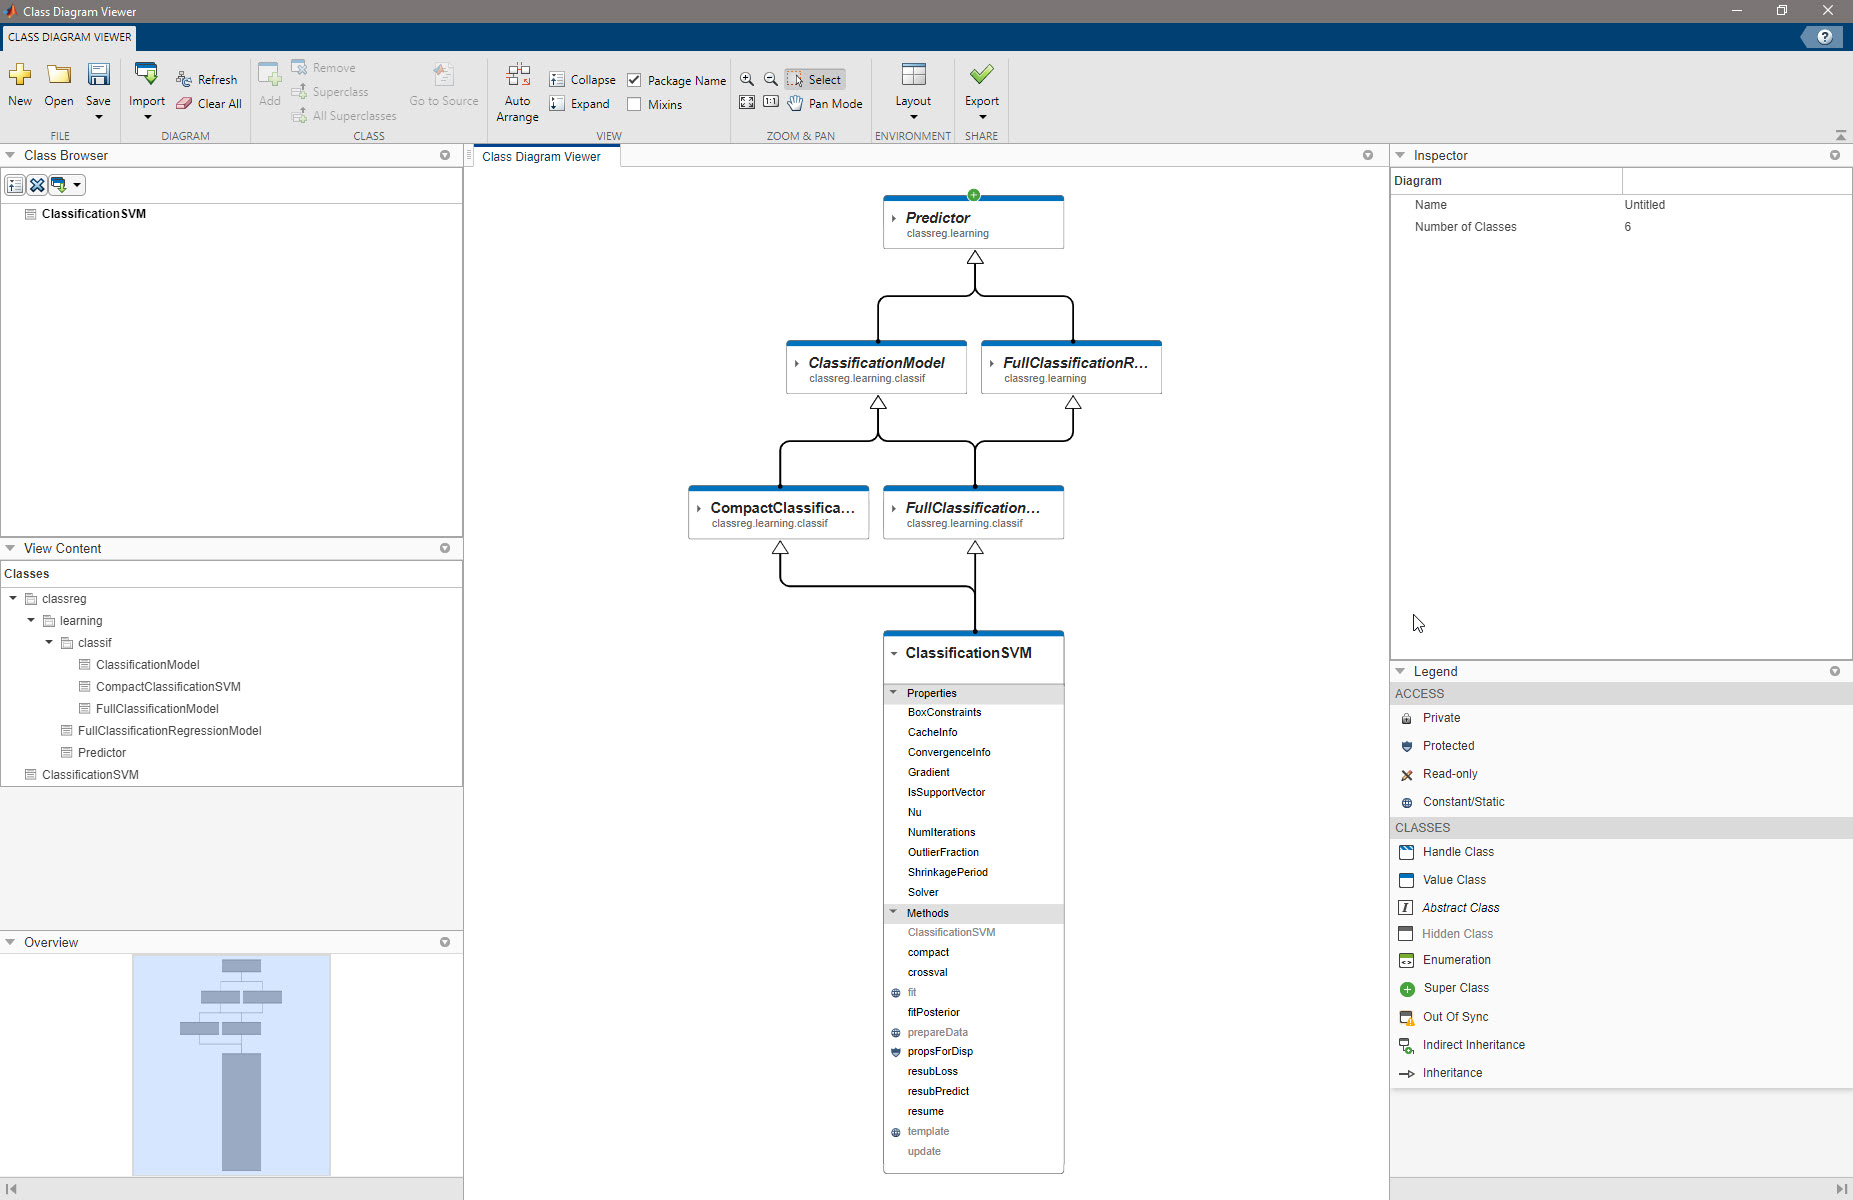 Class Diagram Viewer
CLASS DIAGRAM VIEWER
New
Open
Save
FILE
Import
Refresh
Clear All
DIAGRAM
Add
Remove
Superclass
All Superclasses
Go to Source
CLASS
Auto
Arrange
Collapse
Expand
Package Name
Mixins
VIEW
Select
1:1
Pan Mode
ZOOM & PAN
Layout
ENVIRONMENT
Export
SHARE
Class Browser
ClassificationSVM
View Content
Classes
classreg
learning
classif
ClassificationModel
CompactClassificationSVM
FullClassificationModel
FullClassificationRegressionModel
Predictor
ClassificationSVM
Overview
Class Diagram Viewer
Predictor
classreg.learning
ClassificationModel
classreg.learning.classif
FullClassificationR...
classreg.learning
CompactClassifica...
classreg.learning.classif
FullClassification...
classreg.learning.classif
ClassificationSVM
Properties
BoxConstraints
CacheInfo
ConvergenceInfo
Gradient
IsSupportVector
Nu
NumIterations
OutlierFraction
ShrinkagePeriod
Solver
Methods
ClassificationSVM
compact
crossval
fit
fitPosterior
prepareData
propsForDisp
resubLoss
resubPredict
resume
template
update
Inspector
Diagram
Name Untitled
Number of Classes 6
Legend
ACCESS
Private
Protected
Read-only
Constant/Static
CLASSES
Handle Class
Value Class
Abstract Class
Hidden Class
Enumeration
Super Class
Out Of Sync
Indirect Inheritance
Inheritance